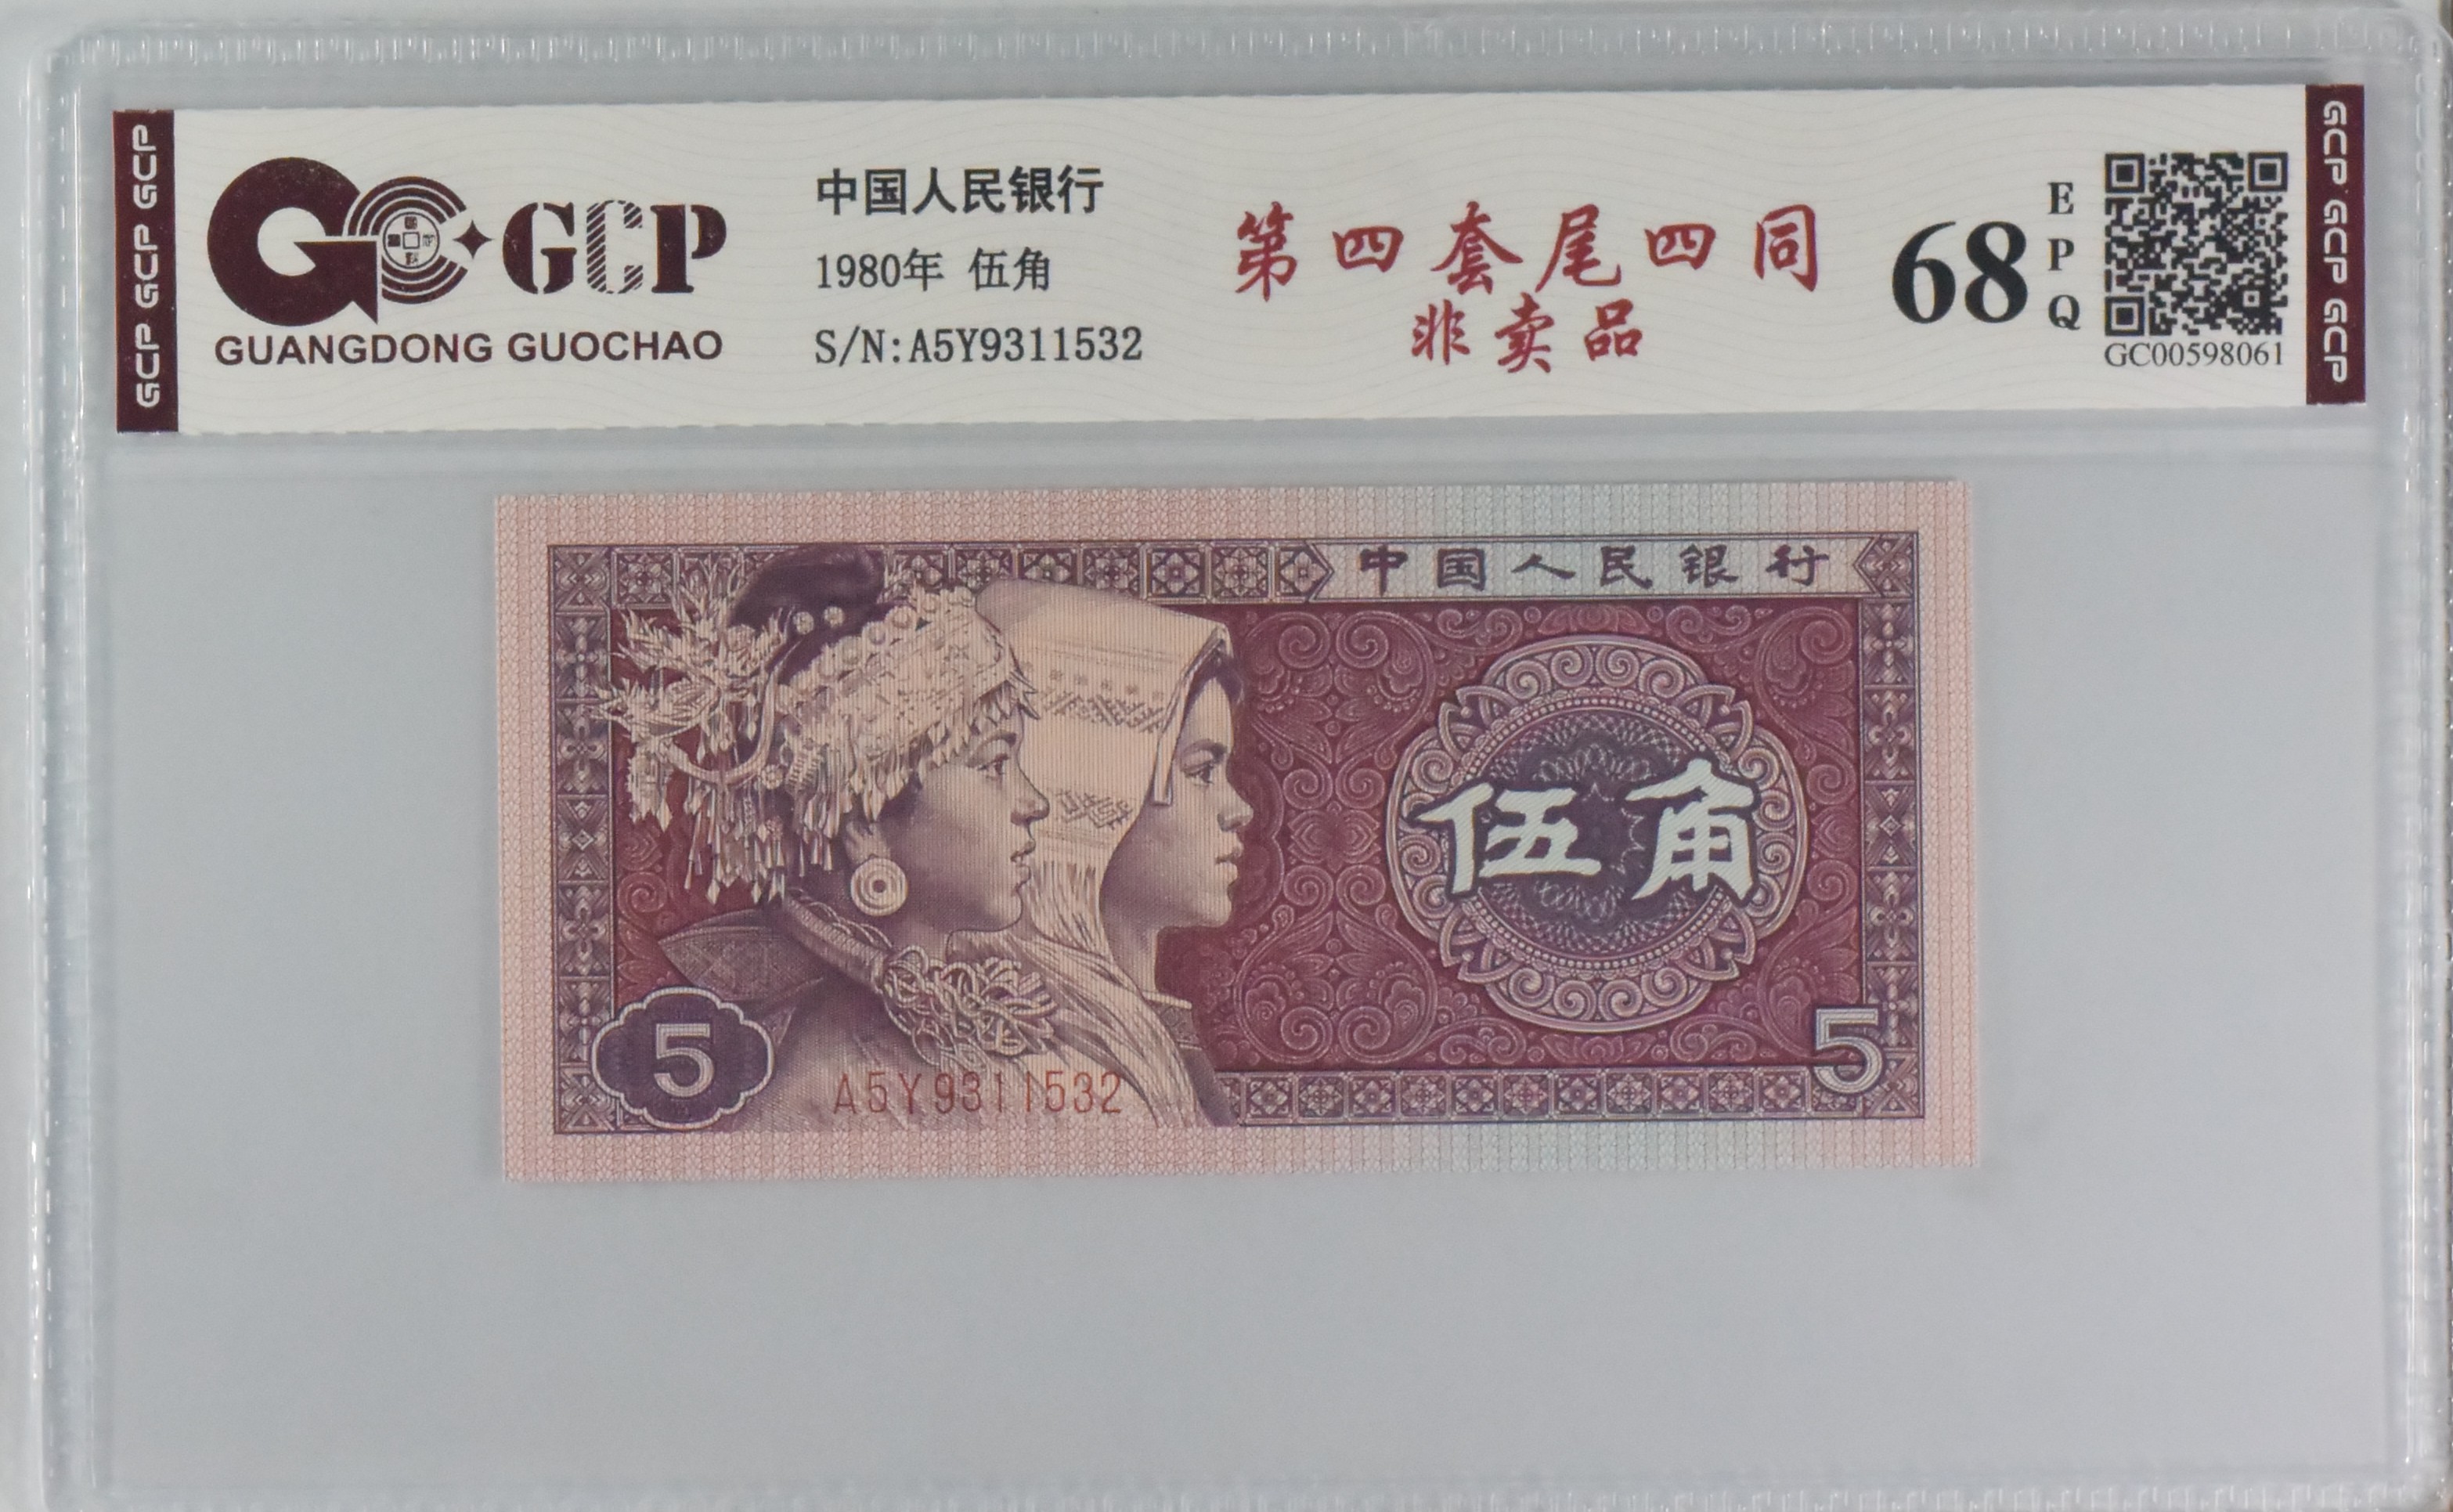 GCP GCP GCP
GCP
GUANGDONG GUOCHAO
中国人民银行
1980年 伍角
S/N:A5Y9311532
第四套尾四同
非卖品
68
EPQ
GC00598061
GCP GCP GCP
中国人民银行
伍角
5
5
A5Y9311532